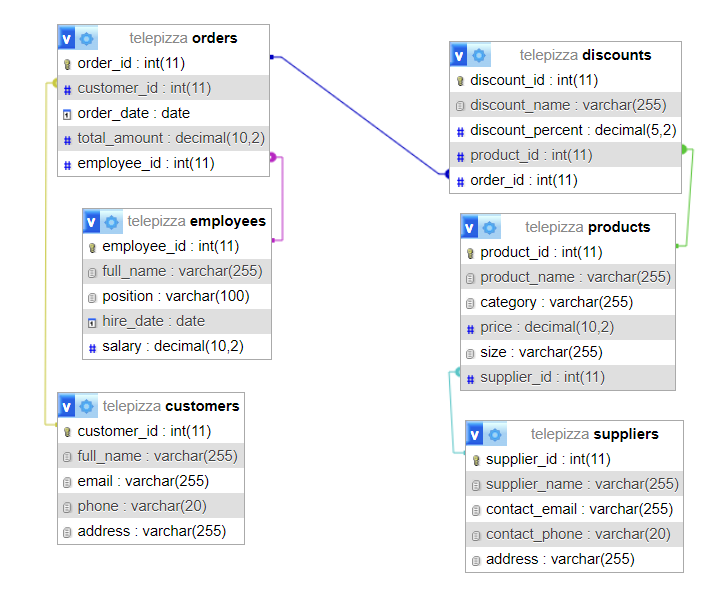 v telepizza orders
order_id : int(11)
# customer_id : int(11)
order_date : date
# total_amount : decimal(10,2)
# employee_id : int(11)
v telepizza employees
employee_id : int(11)
full_name : varchar(255)
position : varchar(100)
hire_date : date
# salary : decimal(10,2)
v telepizza customers
customer_id : int(11)
full_name : varchar(255)
email : varchar(255)
phone : varchar(20)
address : varchar(255)
v telepizza discounts
discount_id : int(11)
discount_name : varchar(255)
# discount_percent : decimal(5,2)
# product_id : int(11)
# order_id : int(11)
v telepizza products
product_id : int(11)
product_name : varchar(255)
category : varchar(255)
# price : decimal(10,2)
size : varchar(255)
# supplier_id : int(11)
v telepizza suppliers
supplier_id : int(11)
supplier_name : varchar(255)
contact_email : varchar(255)
contact_phone : varchar(20)
address : varchar(255)